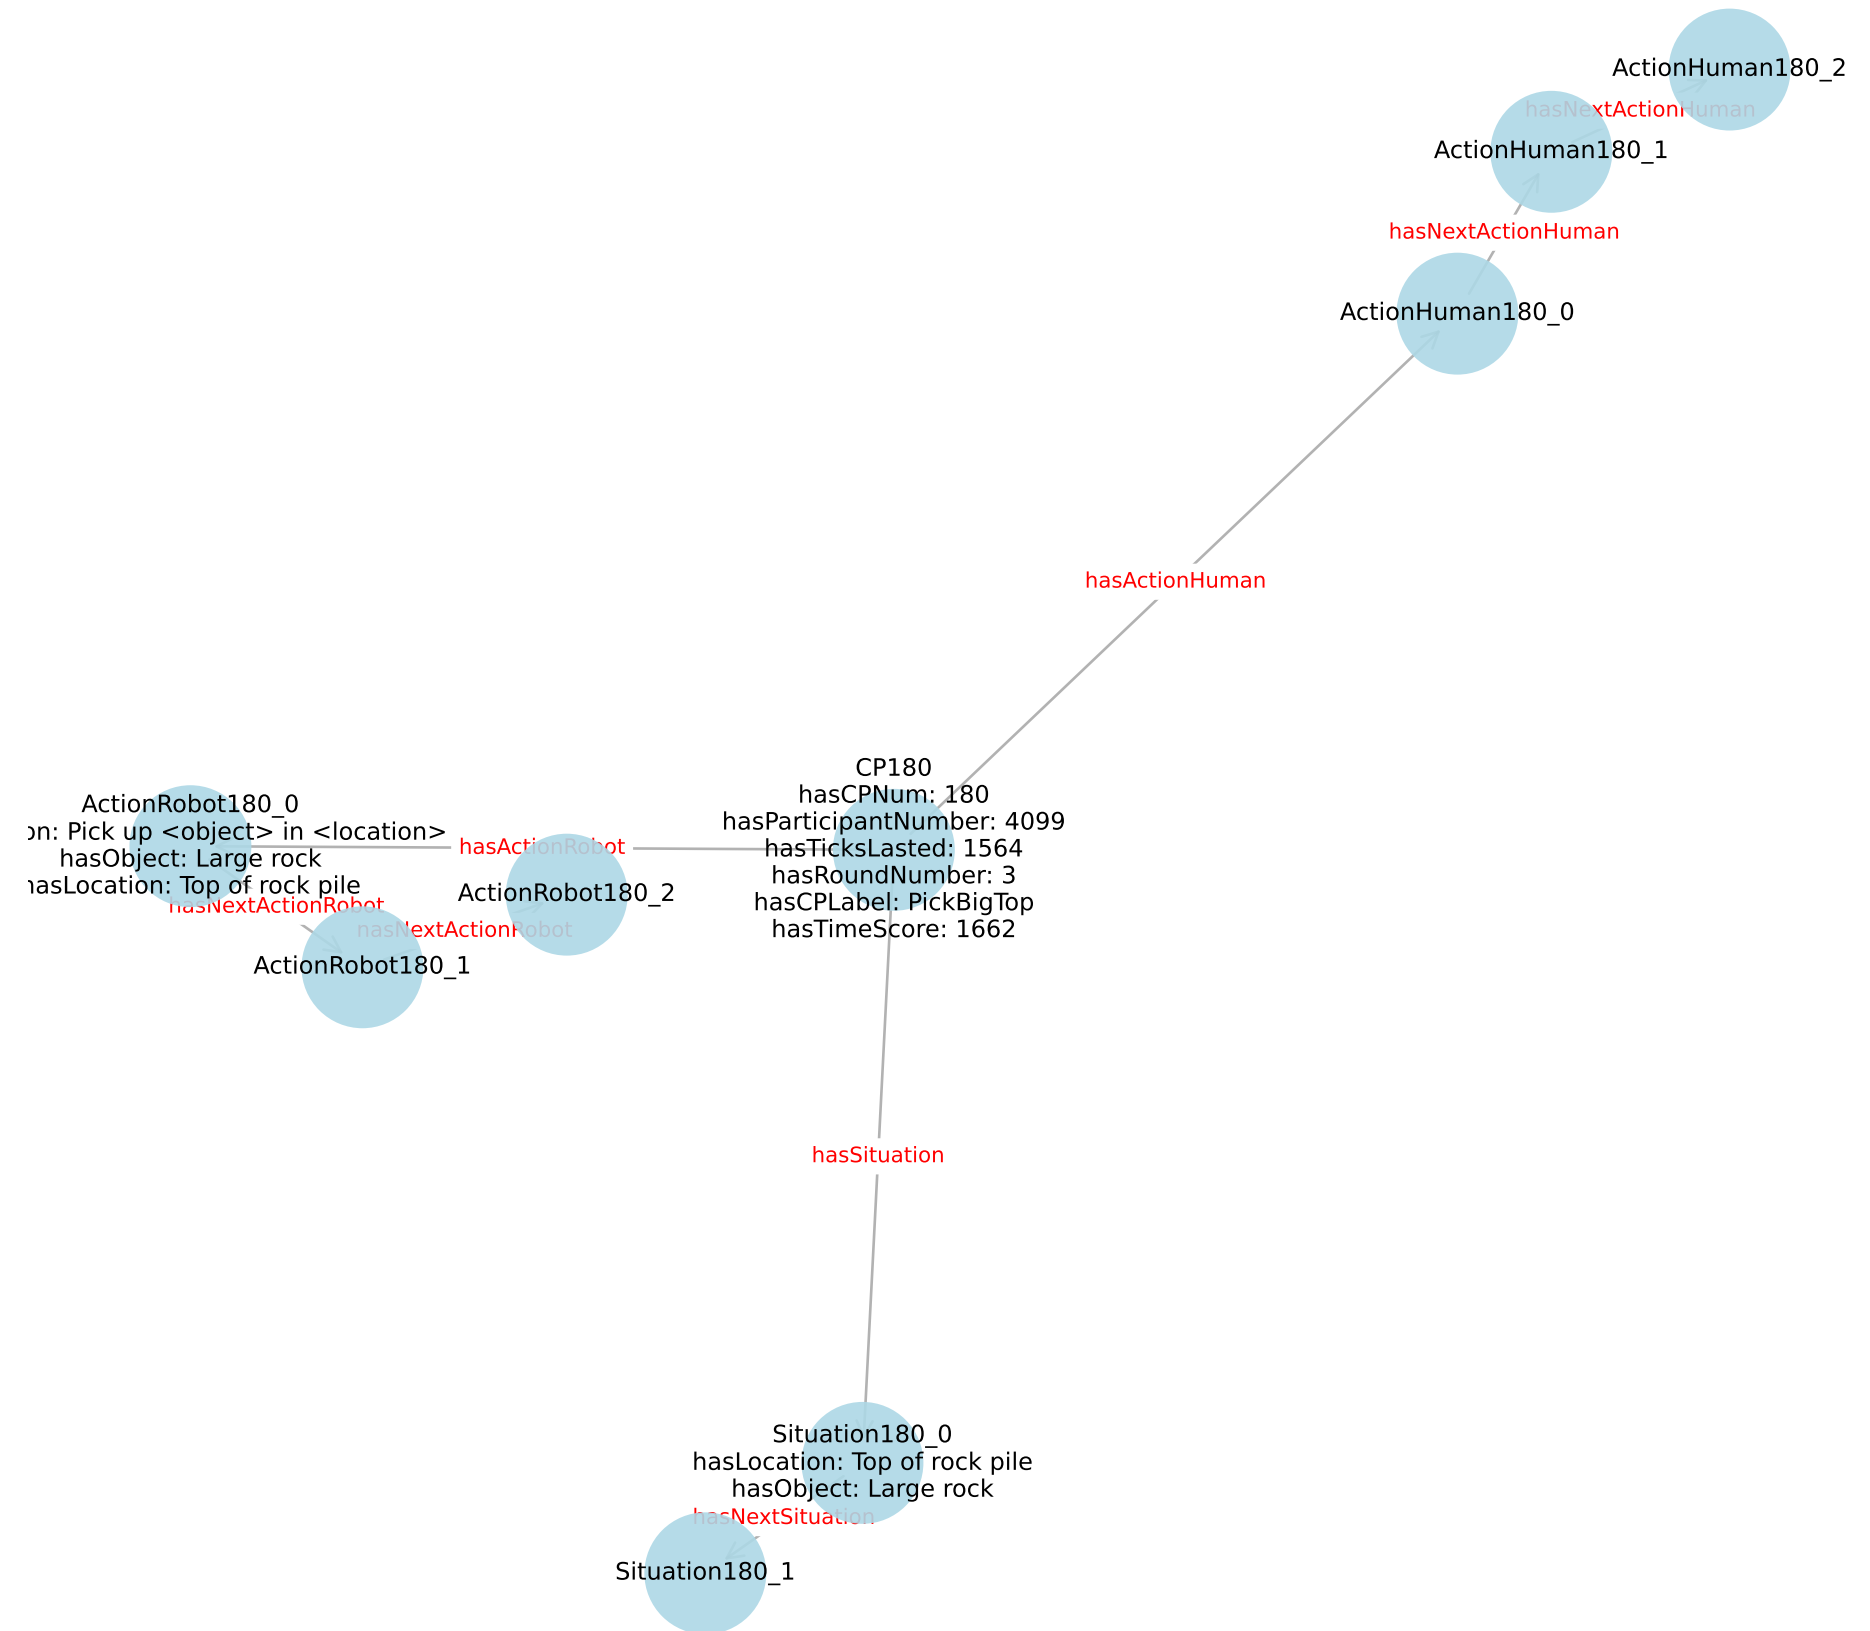 ActionHuman180_2
hasNextActionHuman
ActionHuman180_1
hasNextActionHuman
ActionHuman180_0
hasActionHuman
CP180
hasCPNum: 180
hasParticipantNumber: 4099
hasTicksLasted: 1564
hasRoundNumber: 3
hasCPLabel: PickBigTop
hasTimeScore: 1662
ActionRobot180_0
on: Pick up <object> in <location>
hasObject: Large rock
hasLocation: Top of rock pile
hasActionRobot
ActionRobot180_2
hasNextActionRobot
hasNextActionRobot
ActionRobot180_1
hasSituation
Situation180_0
hasLocation: Top of rock pile
hasObject: Large rock
hasNextSituation
Situation180_1